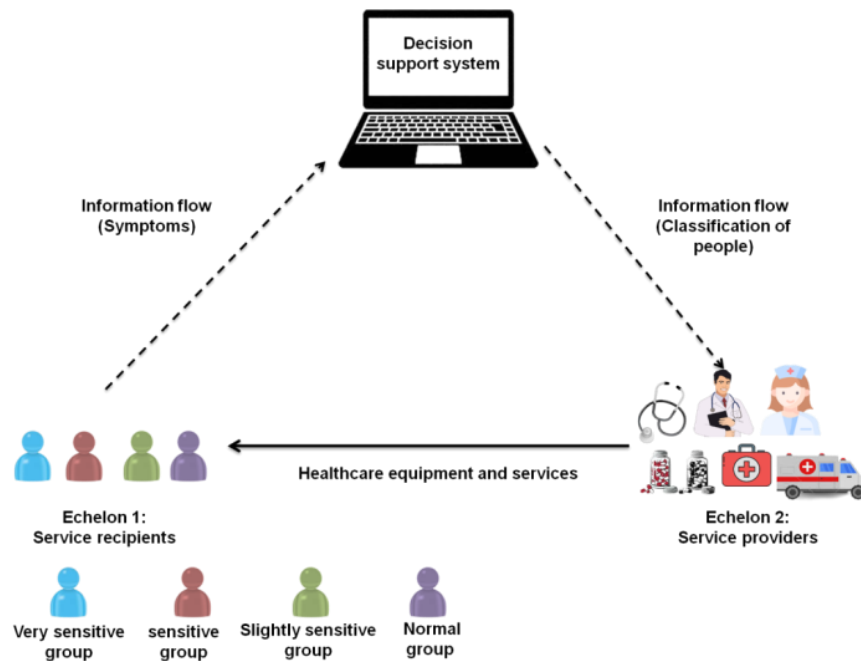 Decision
support system
Information flow
(Symptoms)
Information flow
(Classification of
people)
Healthcare equipment and services
Echelon 1:
Service recipients
Echelon 2:
Service providers
Very sensitive
group
sensitive
group
Slightly sensitive
group
Normal
group